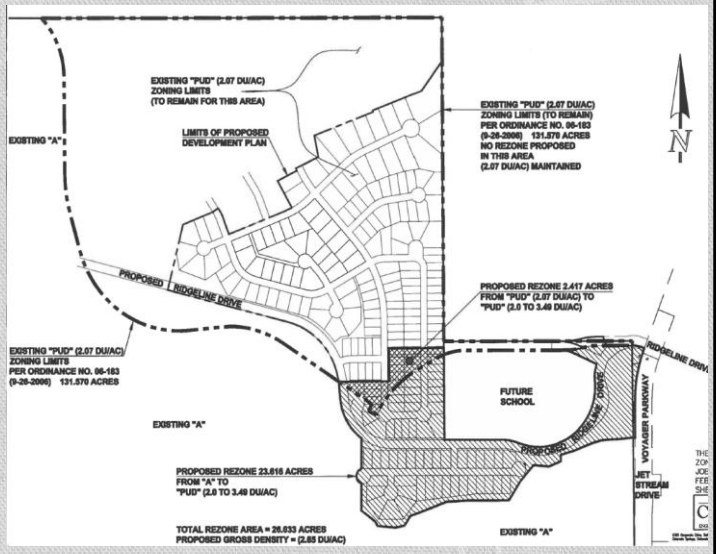 EXISTING "PUD" (2.07 DU/AC)
ZONING LIMITS
(TO REMAIN FOR THIS AREA)
EXISTING "PUD" (2.07 DU/AC)
ZONING LIMITS (TO REMAIN)
PER ORDINANCE NO. 06-183
(9-26-2006) 131.570 ACRES
NO REZONE PROPOSED
IN THIS AREA
(2.07 DU/AC) MAINTAINED
N
EXISTING "A"
LIMITS OF PROPOSED
DEVELOPMENT PLAN
PROPOSED RIDGELINE DRIVE
PROPOSED REZONE 2.417 ACRES
FROM "PUD" (2.07 DU/AC) TO
"PUD" (2.0 TO 3.49 DU/AC)
EXISTING "PUD" (2.07 DU/AC)
ZONING LIMITS
PER ORDINANCE NO. 06-183
(9-26-2006) 131.570 ACRES
RIDGELINE DRIV
FUTURE
SCHOOL
PROPOSED RIDGELINE DRIVE
VOYAGER PARKWAY
EXISTING "A"
PROPOSED REZONE 23.616 ACRES
FROM "A" TO
"PUD" (2.0 TO 3.49 DU/AC)
JET
STREAM
DRIVE
THE
ZON
JOB
FEB
SHE
C
TOTAL REZONE AREA = 26.033 ACRES
PROPOSED GROSS DENSITY = (2.85 DU/AC)
EXISTING "A"